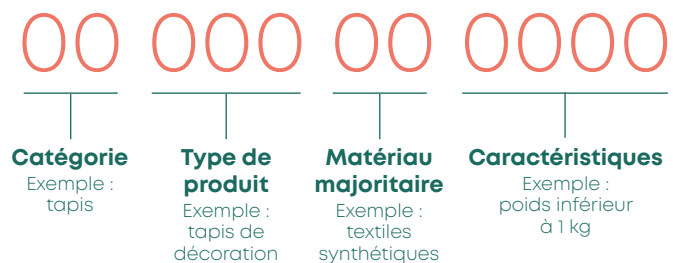 00 000 00 0000
Catégorie
Exemple :
tapis
Type de
produit
Exemple :
tapis de
décoration
Matériau
majoritaire
Exemple :
textiles
synthétiques
Caractéristiques
Exemple :
poids inférieur
à 1 kg